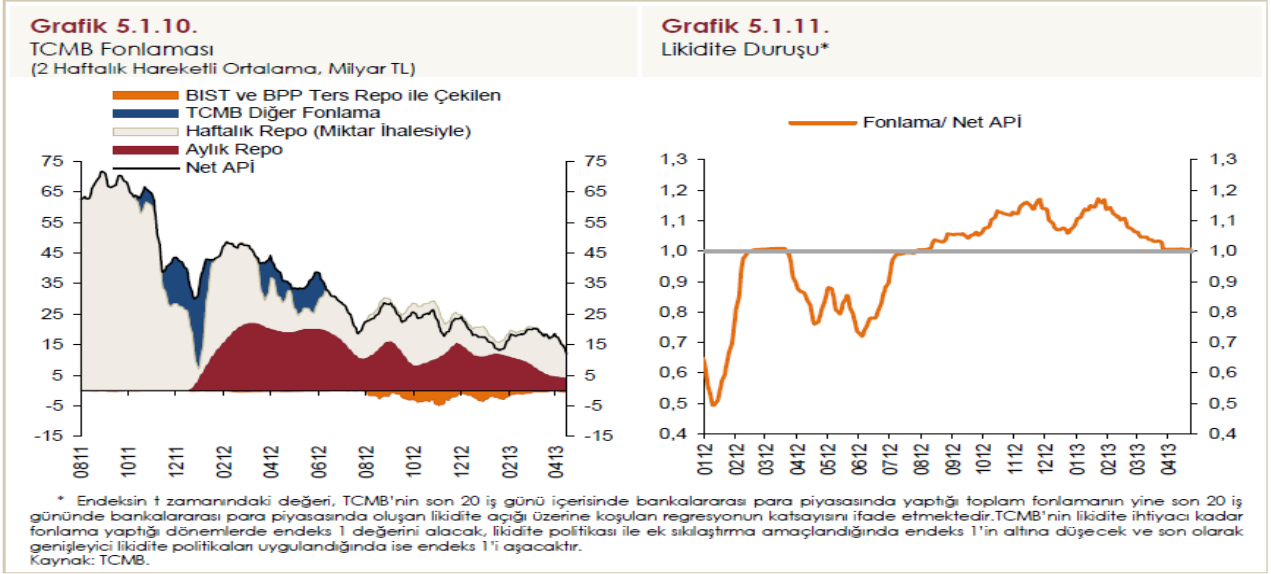 Grafik 5.1.10.
TCMB Fonlaması
(2 Haftalık Hareketli Ortalama, Milyar TL)
BIST ve BPP Ters Repo ile Çekilen
TCMB Diğer Fonlama
Haftalık Repo (Miktar İhalesiyle)
Aylık Repo
Net APİ
75 75
65 65
55 55
45 45
35 35
25 25
15 15
5 5
-5 -5
-15 -15
0811 1011 1211 0212 0412 0612 0812 1012 1212 0213 0413
Grafik 5.1.11.
Likidite Duruşu*
Fonlama/ Net APİ
1,3 1,3
1,2 1,2
1,1 1,1
1,0 1,0
0,9 0,9
0,8 0,8
0,7 0,7
0,6 0,6
0,5 0,5
0,4 0,4
0112 0212 0312 0412 0512 0612 0712 0812 0912 1012 1112 1212 0113 0213 0313 0413
* Endeksin t zamanındaki değeri, TCMB'nin son 20 iş günü içerisinde bankalararası para piyasasında yaptığı toplam fonlamanın yine son 20 iş
gününde bankalararası para piyasasında oluşan likidite açığı üzerine koşulan regresyonun katsayısını ifade etmektedir.TCMB'nin likidite ihtiyacı kadar
fonlama yaptığı dönemlerde endeks 1 değerini alacak, likidite politikası ile ek sıkılaştırma amaçlandığında endeks 1'in altına düşecek ve son olarak
genişleyici likidite politikaları uygulandığında ise endeks 1'i aşacaktır.
Kaynak: TCMB.